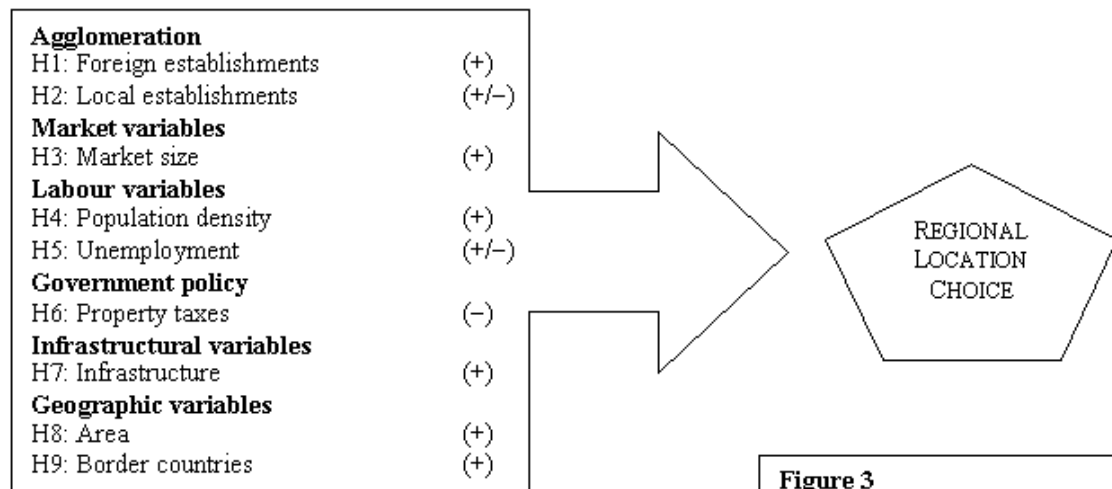 Agglomeration
H1: Foreign establishments (+)
H2: Local establishments (+/−)
Market variables
H3: Market size (+)
Labour variables
H4: Population density (+)
H5: Unemployment (+/−)
Government policy
H6: Property taxes (−)
Infrastructural variables
H7: Infrastructure (+)
Geographic variables
H8: Area (+)
H9: Border countries (+)
REGIONAL
LOCATION
CHOICE
Figure 3